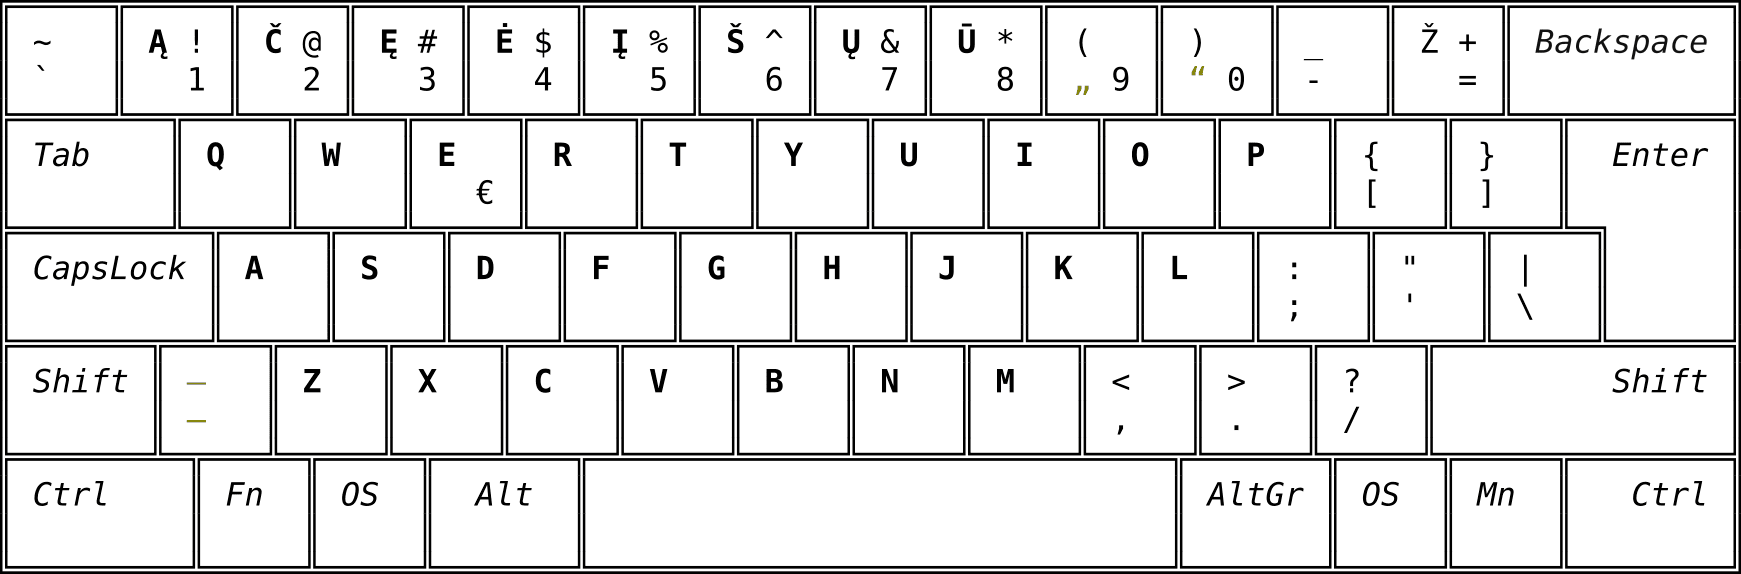 ~ Ą ! Č @ Ę # Ė $ Į % Š ^ Ų & Ū * ( ) _ Ž + Backspace
` 1 2 3 4 5 6 7 8 „ 9 “ 0 - =
Tab Q W E R T Y U I O P { } Enter
€ [ ]
CapsLock A S D F G H J K L : " |
; ' \
Shift — Z X C V B N M < > ? Shift
– , . /
Ctrl Fn OS Alt AltGr OS Mn Ctrl